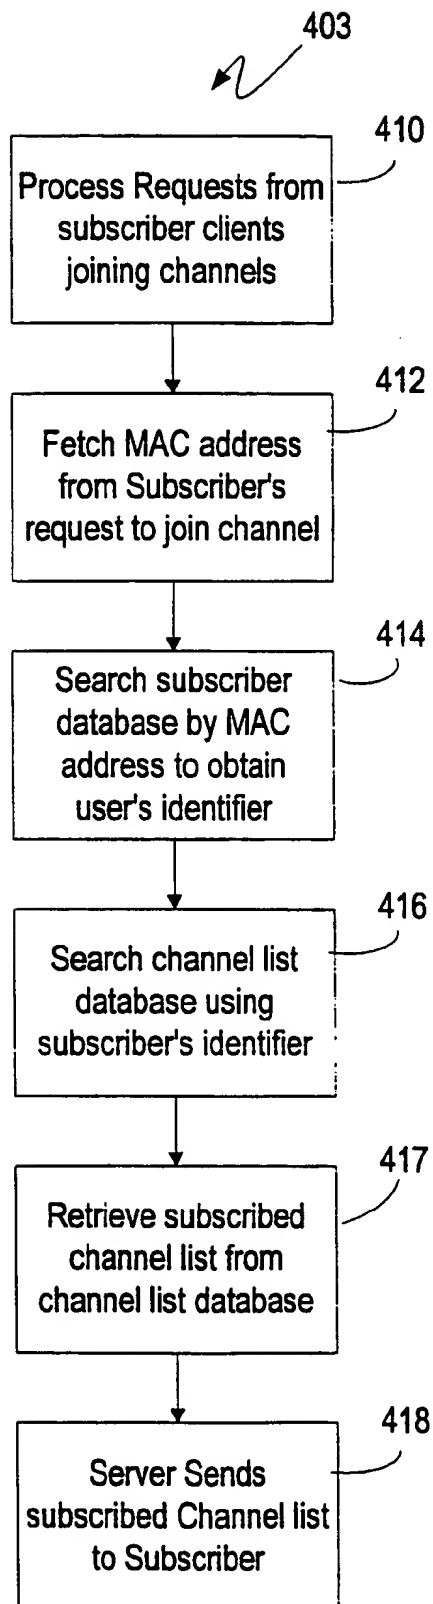 403
410
Process Requests from
subscriber clients
joining channels
412
Fetch MAC address
from Subscriber's
request to join channel
414
Search subscriber
database by MAC
address to obtain
user's identifier
416
Search channel list
database using
subscriber's identifier
417
Retrieve subscribed
channel list from
channel list database
418
Server Sends
subscribed Channel list
to Subscriber